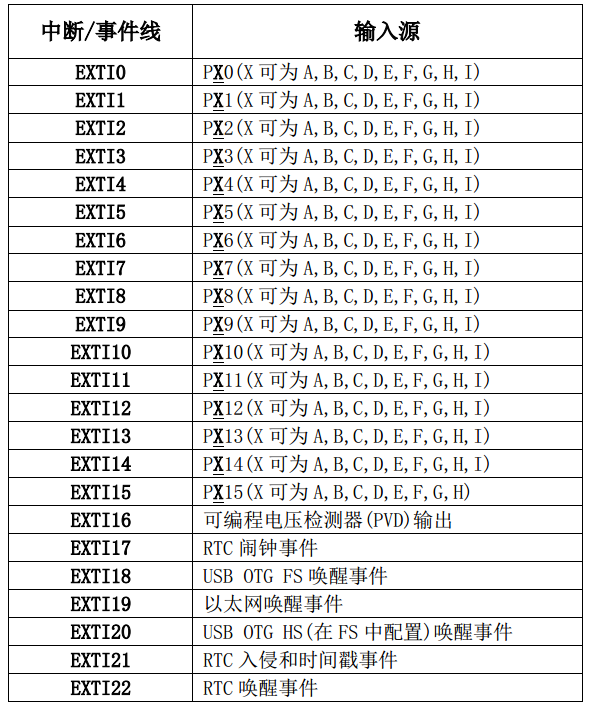 中断/事件线 输入源
EXTI0 PX0(X 可为 A,B,C,D,E,F,G,H,I)
EXTI1 PX1(X 可为 A,B,C,D,E,F,G,H,I)
EXTI2 PX2(X 可为 A,B,C,D,E,F,G,H,I)
EXTI3 PX3(X 可为 A,B,C,D,E,F,G,H,I)
EXTI4 PX4(X 可为 A,B,C,D,E,F,G,H,I)
EXTI5 PX5(X 可为 A,B,C,D,E,F,G,H,I)
EXTI6 PX6(X 可为 A,B,C,D,E,F,G,H,I)
EXTI7 PX7(X 可为 A,B,C,D,E,F,G,H,I)
EXTI8 PX8(X 可为 A,B,C,D,E,F,G,H,I)
EXTI9 PX9(X 可为 A,B,C,D,E,F,G,H,I)
EXTI10 PX10(X 可为 A,B,C,D,E,F,G,H,I)
EXTI11 PX11(X 可为 A,B,C,D,E,F,G,H,I)
EXTI12 PX12(X 可为 A,B,C,D,E,F,G,H,I)
EXTI13 PX13(X 可为 A,B,C,D,E,F,G,H,I)
EXTI14 PX14(X 可为 A,B,C,D,E,F,G,H,I)
EXTI15 PX15(X 可为 A,B,C,D,E,F,G,H)
EXTI16 可编程电压检测器(PVD)输出
EXTI17 RTC 闹钟事件
EXTI18 USB OTG FS 唤醒事件
EXTI19 以太网唤醒事件
EXTI20 USB OTG HS(在 FS 中配置)唤醒事件
EXTI21 RTC 入侵和时间戳事件
EXTI22 RTC 唤醒事件